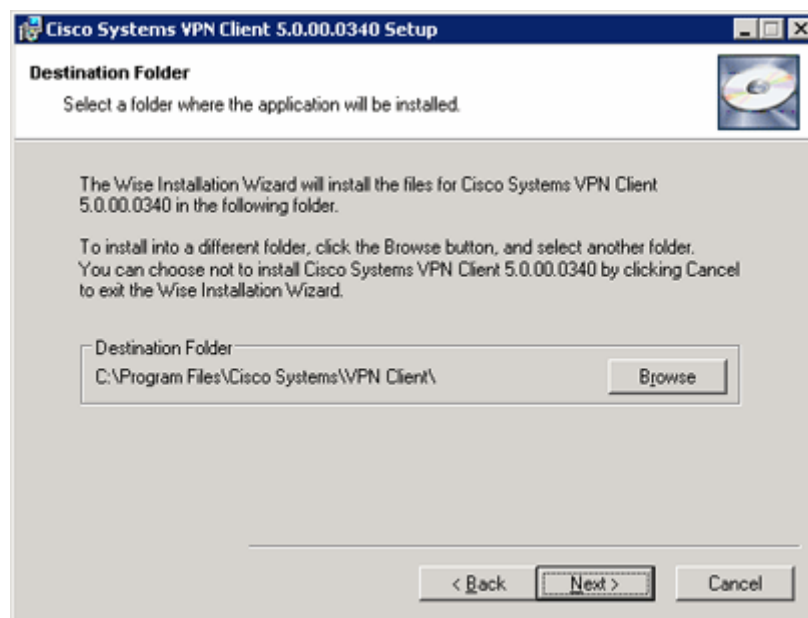 Cisco Systems VPN Client 5.0.00.0340 Setup
Destination Folder
Select a folder where the application will be installed.
The Wise Installation Wizard will install the files for Cisco Systems VPN Client
5.0.00.0340 in the following folder.
To install into a different folder, click the Browse button, and select another folder.
You can choose not to install Cisco Systems VPN Client 5.0.00.0340 by clicking Cancel
to exit the Wise Installation Wizard.
Destination Folder
C:\Program Files\Cisco Systems\VPN Client\
Browse
< Back
Next >
Cancel